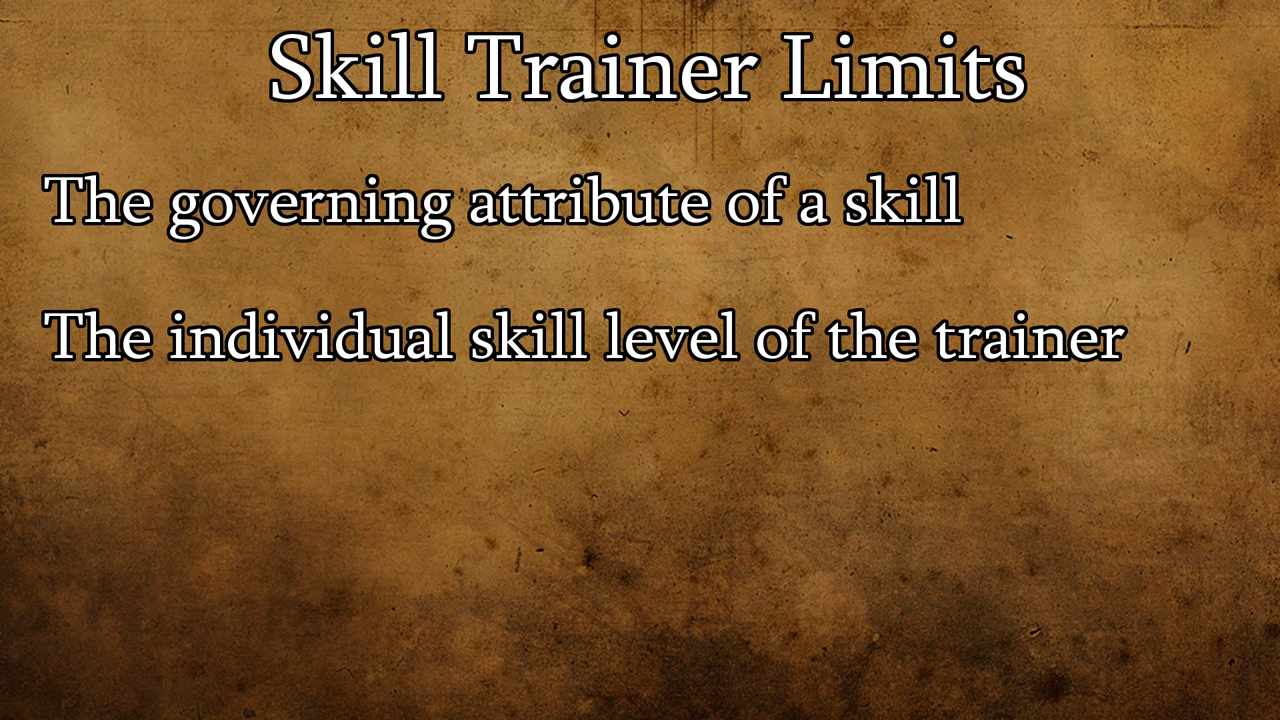 Skill Trainer Limits
The governing attribute of a skill
The individual skill level of the trainer